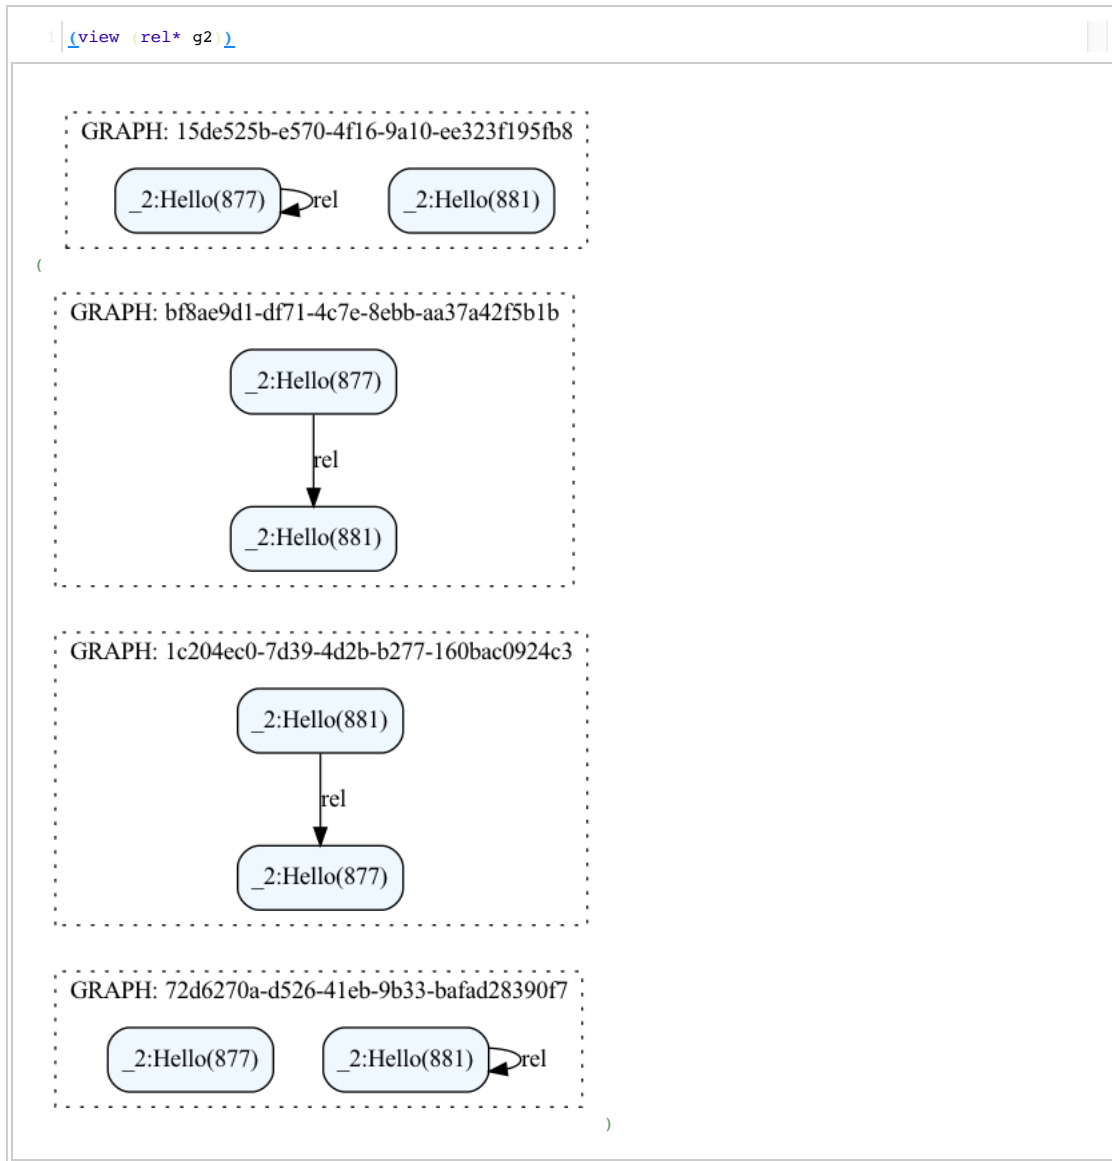 1 (view (rel* g2))
GRAPH: 15de525b-e570-4f16-9a10-ee323f195fb8
_2:Hello(877) rel _2:Hello(881)
(
GRAPH: bf8ae9d1-df71-4c7e-8ebb-aa37a42f5b1b
_2:Hello(877)
rel
_2:Hello(881)
GRAPH: 1c204ec0-7d39-4d2b-b277-160bac0924c3
_2:Hello(881)
rel
_2:Hello(877)
GRAPH: 72d6270a-d526-41eb-9b33-bafad28390f7
_2:Hello(877) _2:Hello(881) rel
)